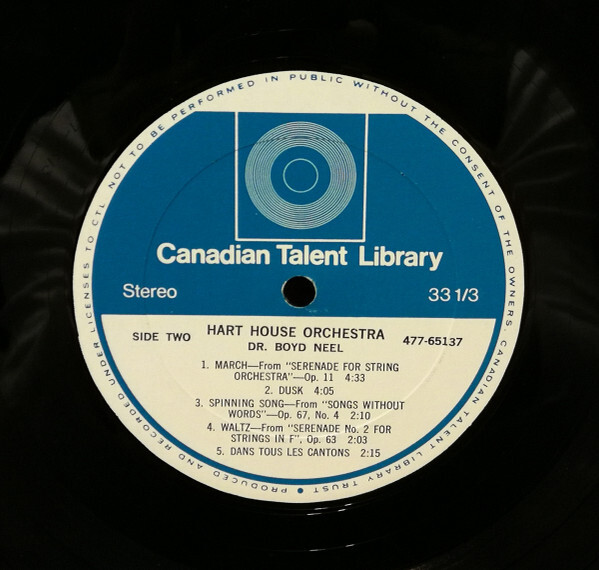 PRODUCED AND RECORDED UNDER LICENSES TO CTL. NOT TO BE PERFORMED IN PUBLIC WITHOUT THE CONSENT OF THE OWNERS, CANADIAN TALENT LIBRARY TRUST •
Canadian Talent Library
Stereo 33 1/3
SIDE TWO HART HOUSE ORCHESTRA 477-65137
DR. BOYD NEEL
1. MARCH—From "SERENADE FOR STRING
ORCHESTRA"—Op. 11 4:33
2. DUSK 4:05
3. SPINNING SONG—From "SONGS WITHOUT
WORDS"—Op. 67, No. 4 2:10
4. WALTZ—From "SERENADE No. 2 FOR
STRINGS IN F", Op. 63 2:03
5. DANS TOUS LES CANTONS 2:15